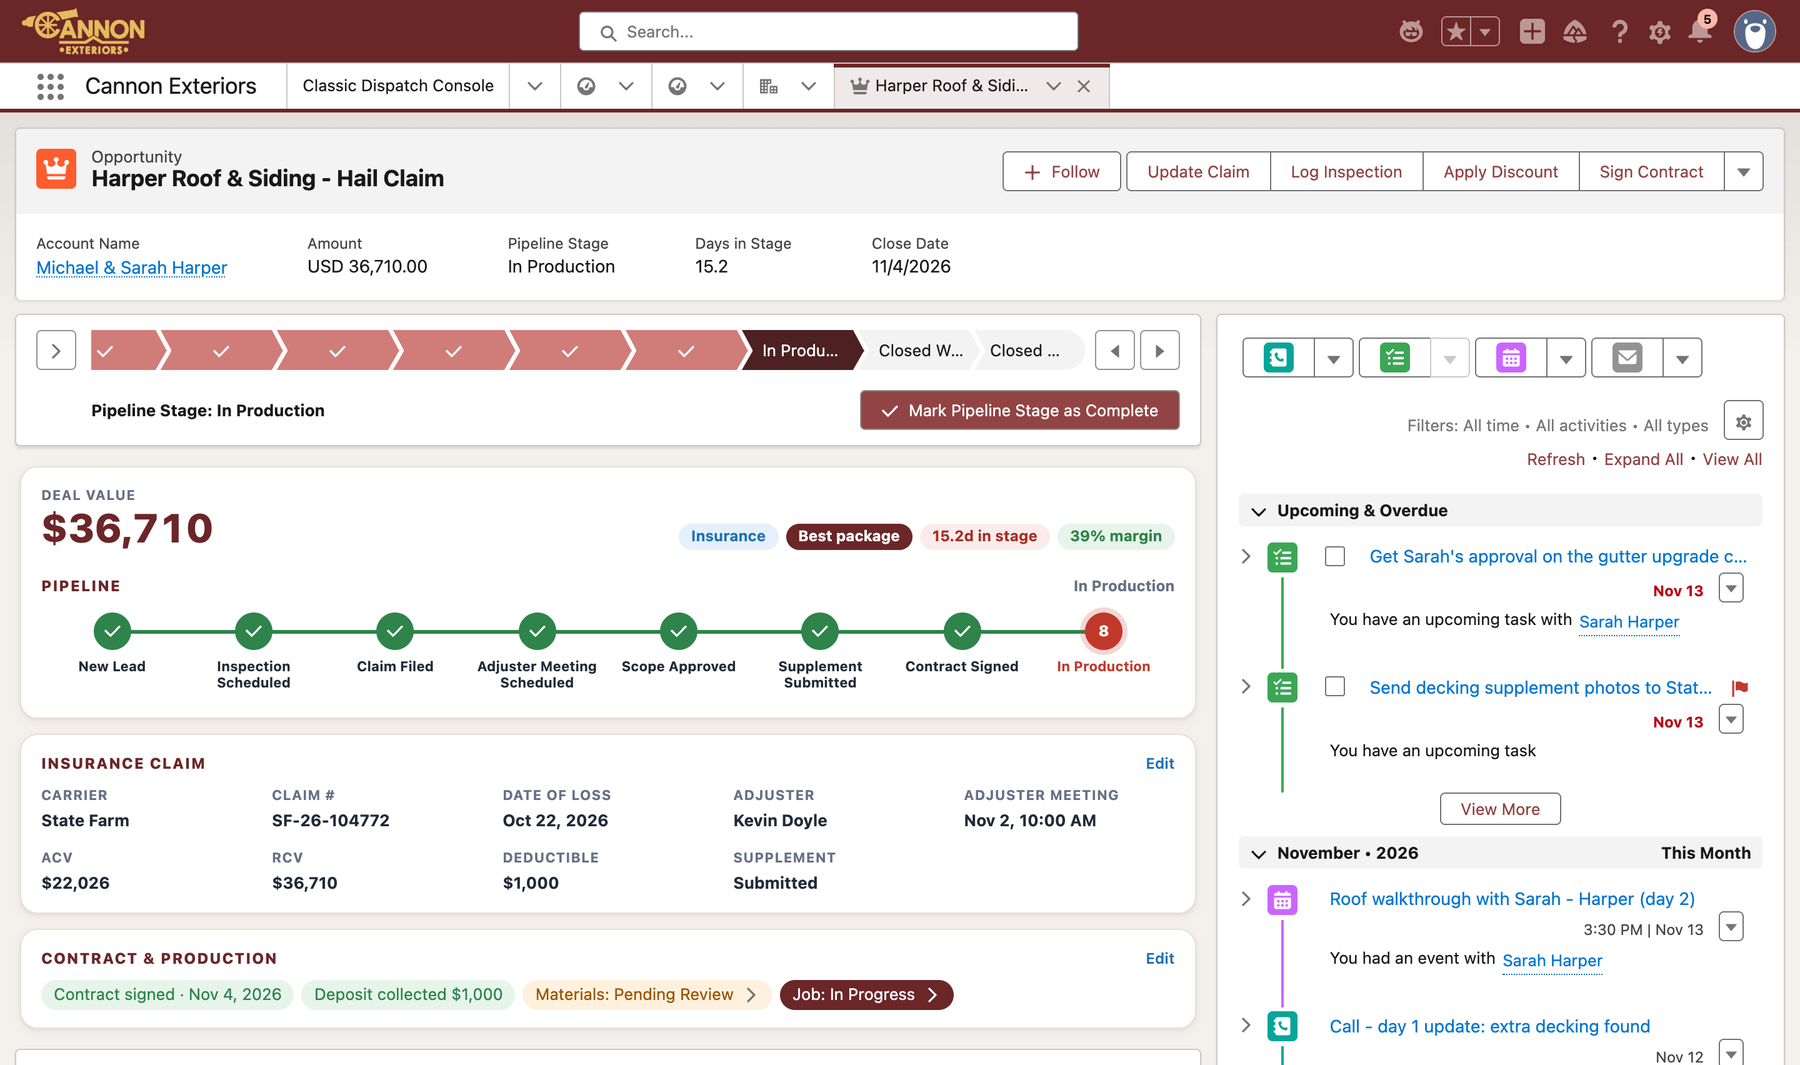 CANNON
•EXTERIORS•
Search...
5
Cannon Exteriors
Classic Dispatch Console
Harper Roof & Sidi...
Opportunity
Harper Roof & Siding - Hail Claim
Follow
Update Claim
Log Inspection
Apply Discount
Sign Contract
Account Name
Amount
Pipeline Stage
Days in Stage
Close Date
Michael & Sarah Harper
USD 36,710.00
In Production
15.2
11/4/2026
In Produ...
Closed W...
Closed ...
Pipeline Stage: In Production
Mark Pipeline Stage as Complete
DEAL VALUE
$36,710
Insurance
Best package
15.2d in stage
39% margin
PIPELINE
In Production
8
New Lead
Inspection
Scheduled
Claim Filed
Adjuster Meeting
Scheduled
Scope Approved
Supplement
Submitted
Contract Signed
In Production
INSURANCE CLAIM
Edit
CARRIER
CLAIM #
DATE OF LOSS
ADJUSTER
ADJUSTER MEETING
State Farm
SF-26-104772
Oct 22, 2026
Kevin Doyle
Nov 2, 10:00 AM
ACV
RCV
DEDUCTIBLE
SUPPLEMENT
$22,026
$36,710
$1,000
Submitted
CONTRACT & PRODUCTION
Edit
Contract signed · Nov 4, 2026
Deposit collected $1,000
Materials: Pending Review
Job: In Progress
Filters: All time • All activities • All types
Refresh • Expand All • View All
Upcoming & Overdue
Get Sarah's approval on the gutter upgrade c...
Nov 13
You have an upcoming task with Sarah Harper
Send decking supplement photos to Stat...
Nov 13
You have an upcoming task
View More
November • 2026
This Month
Roof walkthrough with Sarah - Harper (day 2)
3:30 PM | Nov 13
You had an event with Sarah Harper
Call - day 1 update: extra decking found
Nov 12